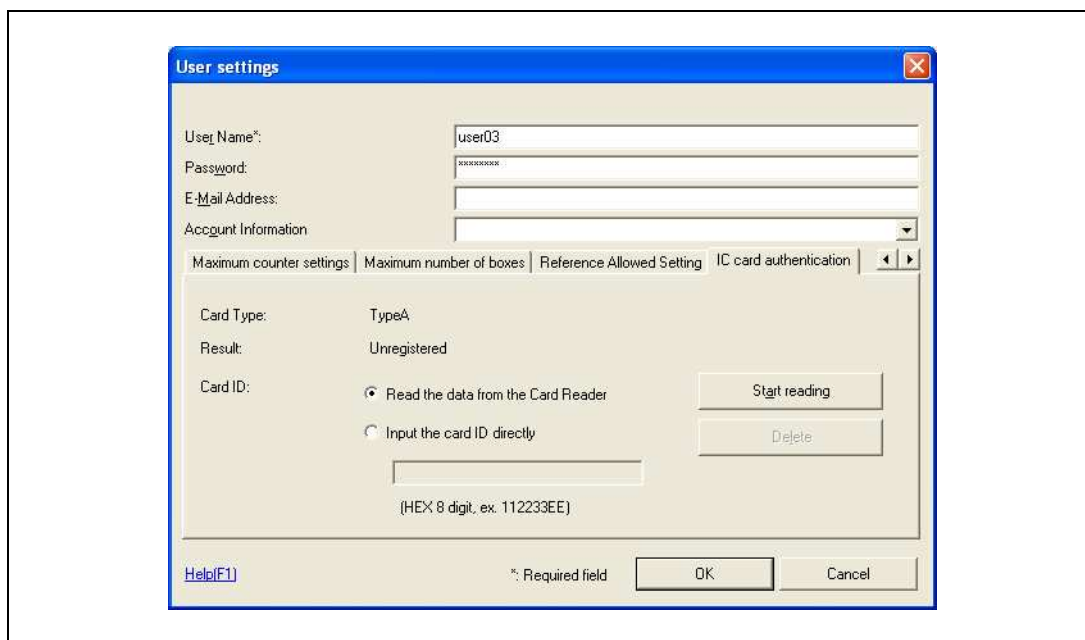 User settings
User Name*:
user03
Password:
********
E-Mail Address:
Account Information
Maximum counter settings Maximum number of boxes Reference Allowed Setting IC card authentication
Card Type: TypeA
Result: Unregistered
Card ID:
Read the data from the Card Reader
Start reading
Input the card ID directly
Delete
(HEX 8 digit, ex. 112233EE)
Help(F1)
*: Required field
OK
Cancel